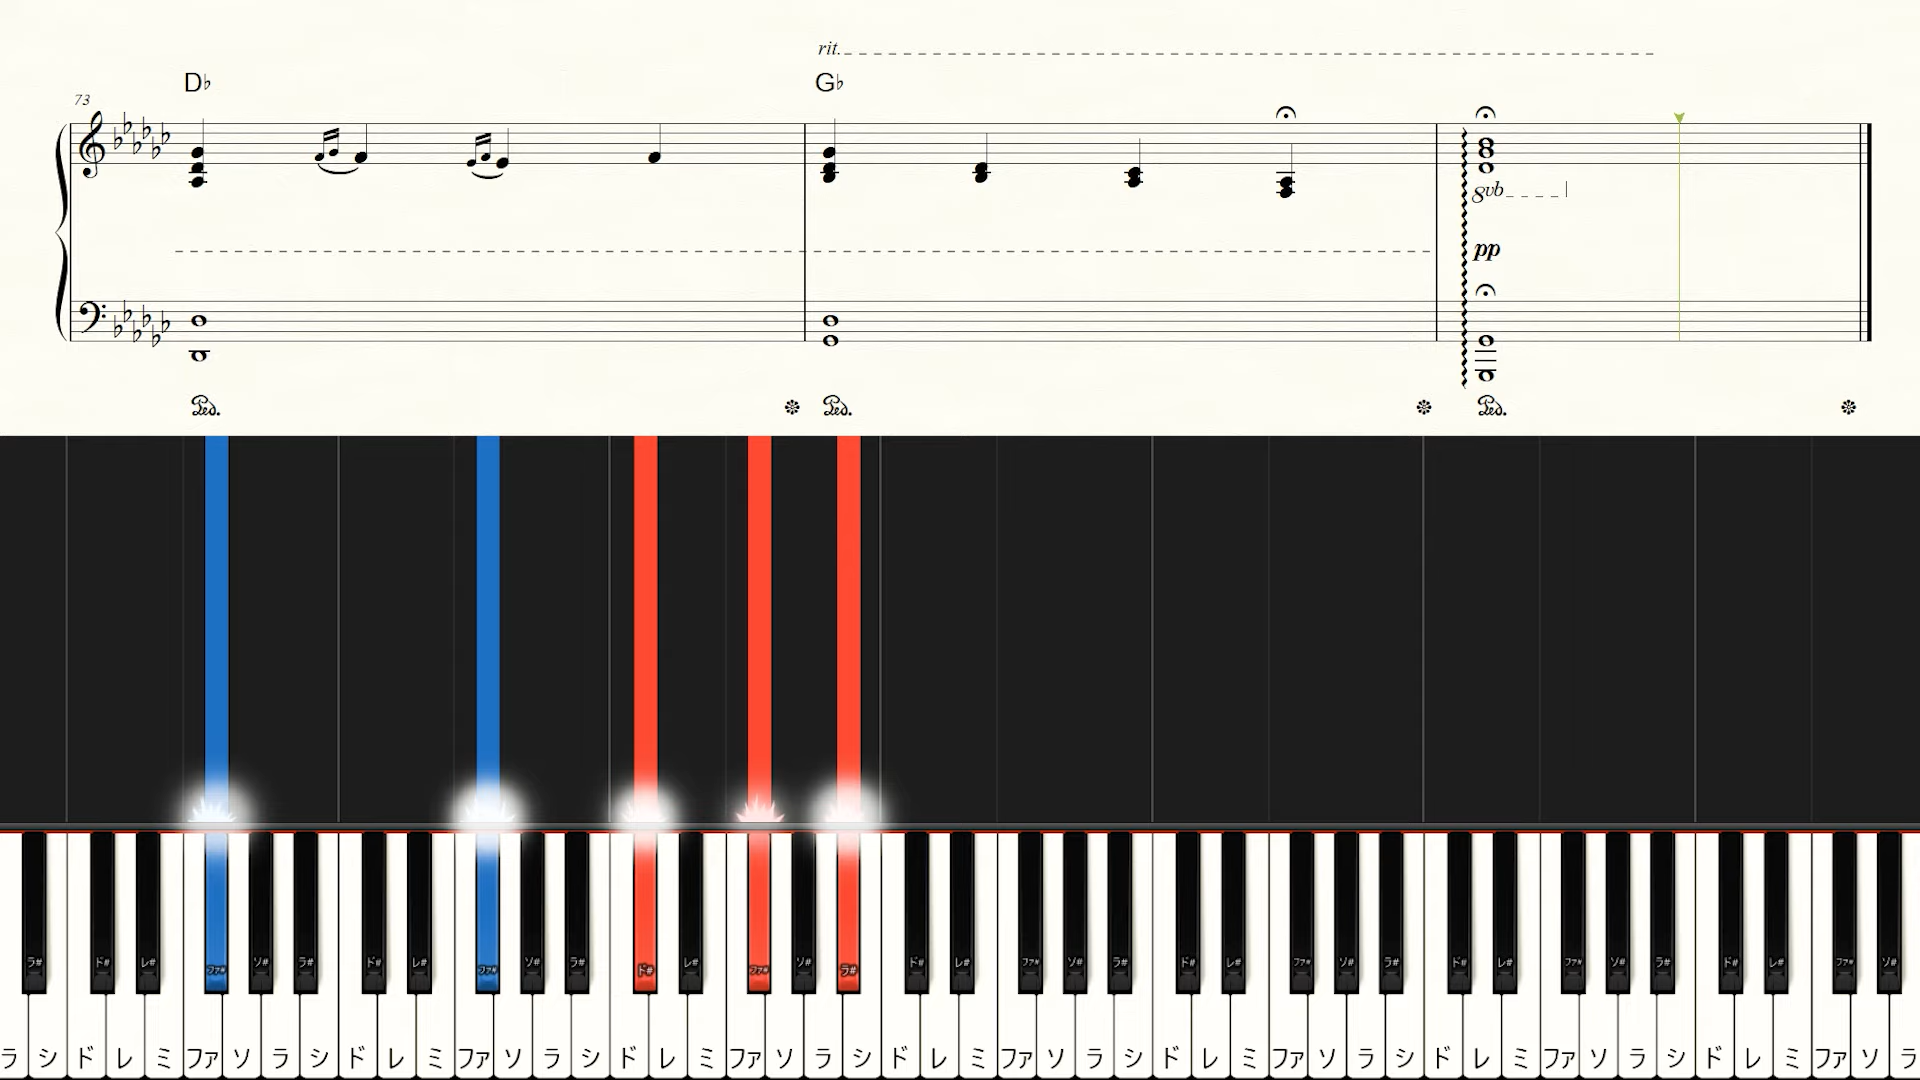 rit.
D♭ G♭
73
8vb
pp
Ped. Ped. Ped.
ラ# ド# レ# ファ# ソ# ラ# ド# レ# ファ# ソ# ラ# ド# レ# ファ# ソ# ラ# ド# レ# ファ# ソ# ラ# ド# レ# ファ# ソ# ラ# ド# レ# ファ# ソ# ラ# ド# レ# ファ# ソ#
ラ シ ド レ ミ ファ ソ ラ シ ド レ ミ ファ ソ ラ シ ド レ ミ ファ ソ ラ シ ド レ ミ ファ ソ ラ シ ド レ ミ ファ ソ ラ シ ド レ ミ ファ ソ ラ シ ド レ ミ ファ ソ ラ